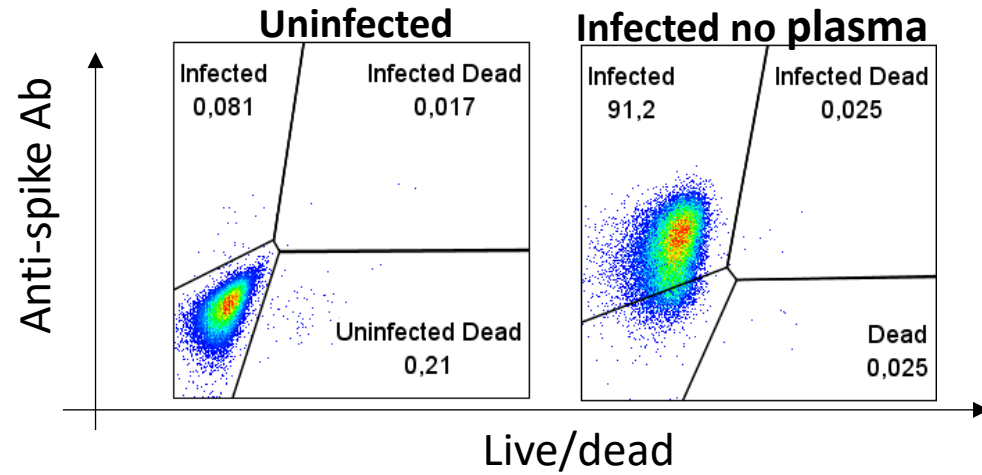 Uninfected
Infected no plasma
Infected
0,081
Infected Dead
0,017
Uninfected Dead
0,21
Infected
91,2
Infected Dead
0,025
Dead
0,025
Anti-spike Ab
Live/dead